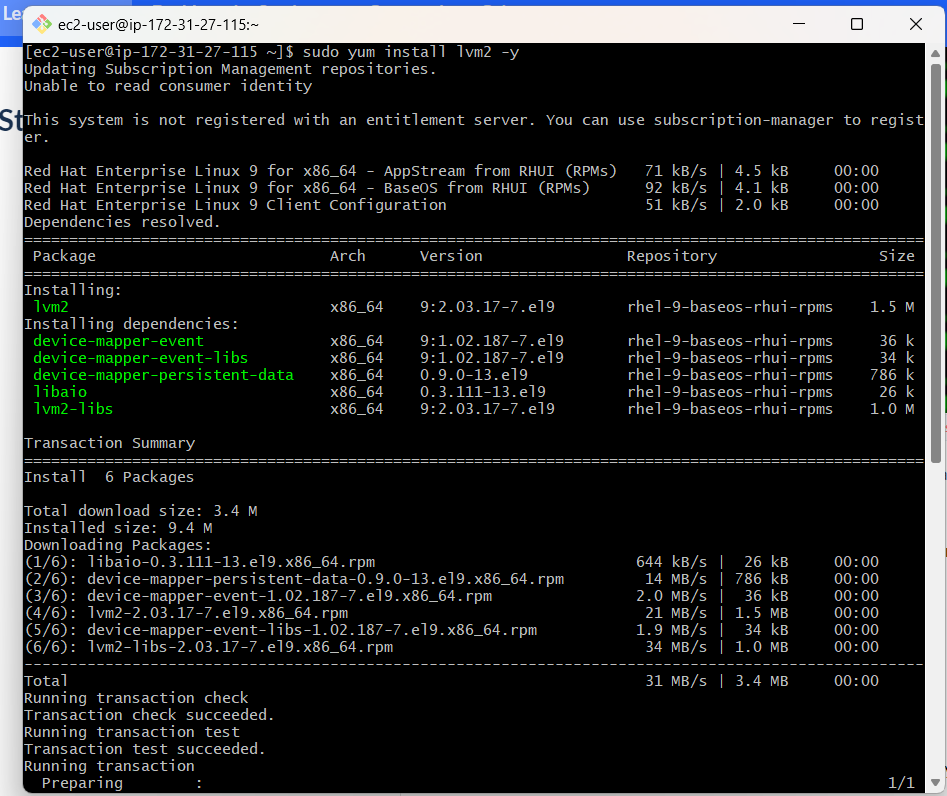 Le
St
ec2-user@ip-172-31-27-115:~
[ec2-user@ip-172-31-27-115 ~]$ sudo yum install lvm2 -y
Updating Subscription Management repositories.
Unable to read consumer identity
This system is not registered with an entitlement server. You can use subscription-manager to regist
er.
Red Hat Enterprise Linux 9 for x86_64 - AppStream from RHUI (RPMs)   71 kB/s | 4.5 kB     00:00
Red Hat Enterprise Linux 9 for x86_64 - BaseOS from RHUI (RPMs)      92 kB/s | 4.1 kB     00:00
Red Hat Enterprise Linux 9 Client Configuration                      51 kB/s | 2.0 kB     00:00
Dependencies resolved.
====================================================================================================
 Package                          Arch      Version                Repository                  Size
====================================================================================================
Installing:
 lvm2                             x86_64    9:2.03.17-7.el9        rhel-9-baseos-rhui-rpms    1.5 M
Installing dependencies:
 device-mapper-event              x86_64    9:1.02.187-7.el9       rhel-9-baseos-rhui-rpms     36 k
 device-mapper-event-libs         x86_64    9:1.02.187-7.el9       rhel-9-baseos-rhui-rpms     34 k
 device-mapper-persistent-data    x86_64    0.9.0-13.el9           rhel-9-baseos-rhui-rpms    786 k
 libaio                           x86_64    0.3.111-13.el9         rhel-9-baseos-rhui-rpms     26 k
 lvm2-libs                        x86_64    9:2.03.17-7.el9        rhel-9-baseos-rhui-rpms    1.0 M
Transaction Summary
====================================================================================================
Install  6 Packages
Total download size: 3.4 M
Installed size: 9.4 M
Downloading Packages:
(1/6): libaio-0.3.111-13.el9.x86_64.rpm                             644 kB/s |  26 kB     00:00
(2/6): device-mapper-persistent-data-0.9.0-13.el9.x86_64.rpm         14 MB/s | 786 kB     00:00
(3/6): device-mapper-event-1.02.187-7.el9.x86_64.rpm                2.0 MB/s |  36 kB     00:00
(4/6): lvm2-2.03.17-7.el9.x86_64.rpm                                 21 MB/s | 1.5 MB     00:00
(5/6): device-mapper-event-libs-1.02.187-7.el9.x86_64.rpm           1.9 MB/s |  34 kB     00:00
(6/6): lvm2-libs-2.03.17-7.el9.x86_64.rpm                            34 MB/s | 1.0 MB     00:00
----------------------------------------------------------------------------------------------------
Total                                                                31 MB/s | 3.4 MB     00:00
Running transaction check
Transaction check succeeded.
Running transaction test
Transaction test succeeded.
Running transaction
  Preparing        :                                                                            1/1